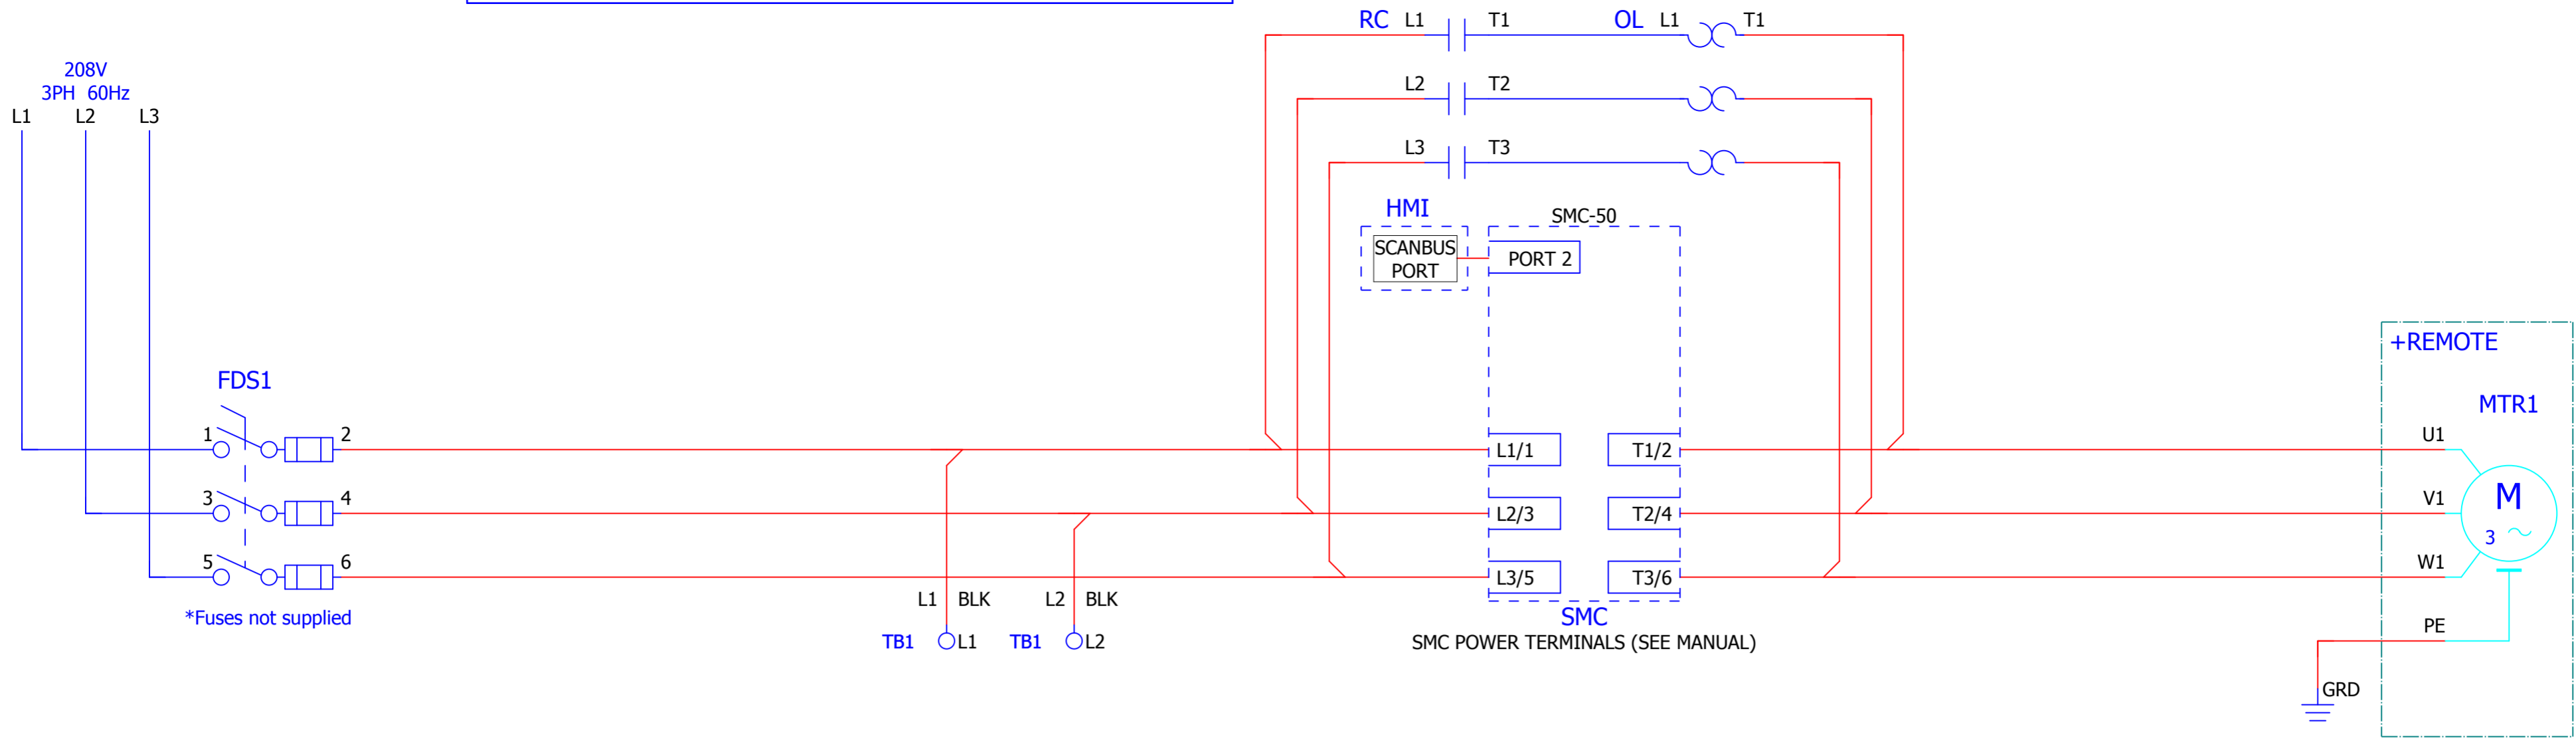 RC L1 T1 OL L1 T1
208V
3PH 60Hz
L1 L2 L3
L2 T2
L3 T3
HMI
SMC-50
SCANBUS
PORT
PORT 2
+REMOTE
FDS1
MTR1
1 2
L1/1 T1/2
U1
3 4
L2/3 T2/4
V1
M
3
5 6
L3/5 T3/6
W1
*Fuses not supplied
L1 BLK L2 BLK
TB1 L1 TB1 L2
SMC
SMC POWER TERMINALS (SEE MANUAL)
PE
GRD